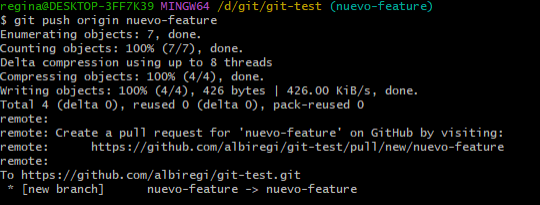 regina@DESKTOP-3FF7K39 MINGW64 /d/git/git-test (nuevo-feature)
$ git push origin nuevo-feature
Enumerating objects: 7, done.
Counting objects: 100% (7/7), done.
Delta compression using up to 8 threads
Compressing objects: 100% (4/4), done.
Writing objects: 100% (4/4), 426 bytes | 426.00 KiB/s, done.
Total 4 (delta 0), reused 0 (delta 0), pack-reused 0
remote:
remote: Create a pull request for 'nuevo-feature' on GitHub by visiting:
remote:      https://github.com/albiregi/git-test/pull/new/nuevo-feature
remote:
To https://github.com/albiregi/git-test.git
 * [new branch]      nuevo-feature -> nuevo-feature